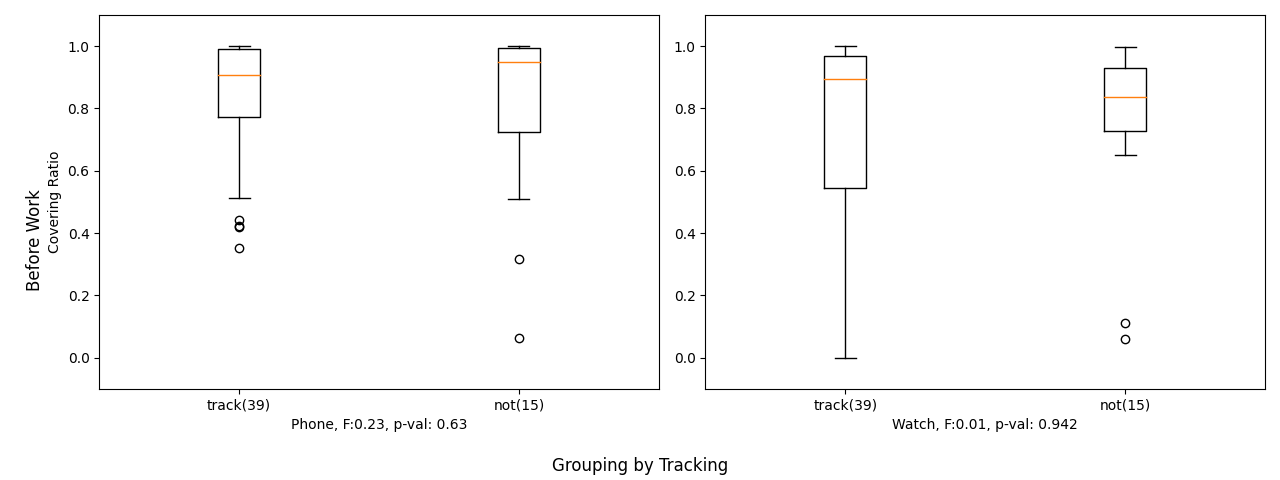 Before Work
Covering Ratio
1.0
0.8
0.6
0.4
0.2
0.0
track(39) not(15)
Phone, F:0.23, p-val: 0.63
1.0
0.8
0.6
0.4
0.2
0.0
track(39) not(15)
Watch, F:0.01, p-val: 0.942
Grouping by Tracking